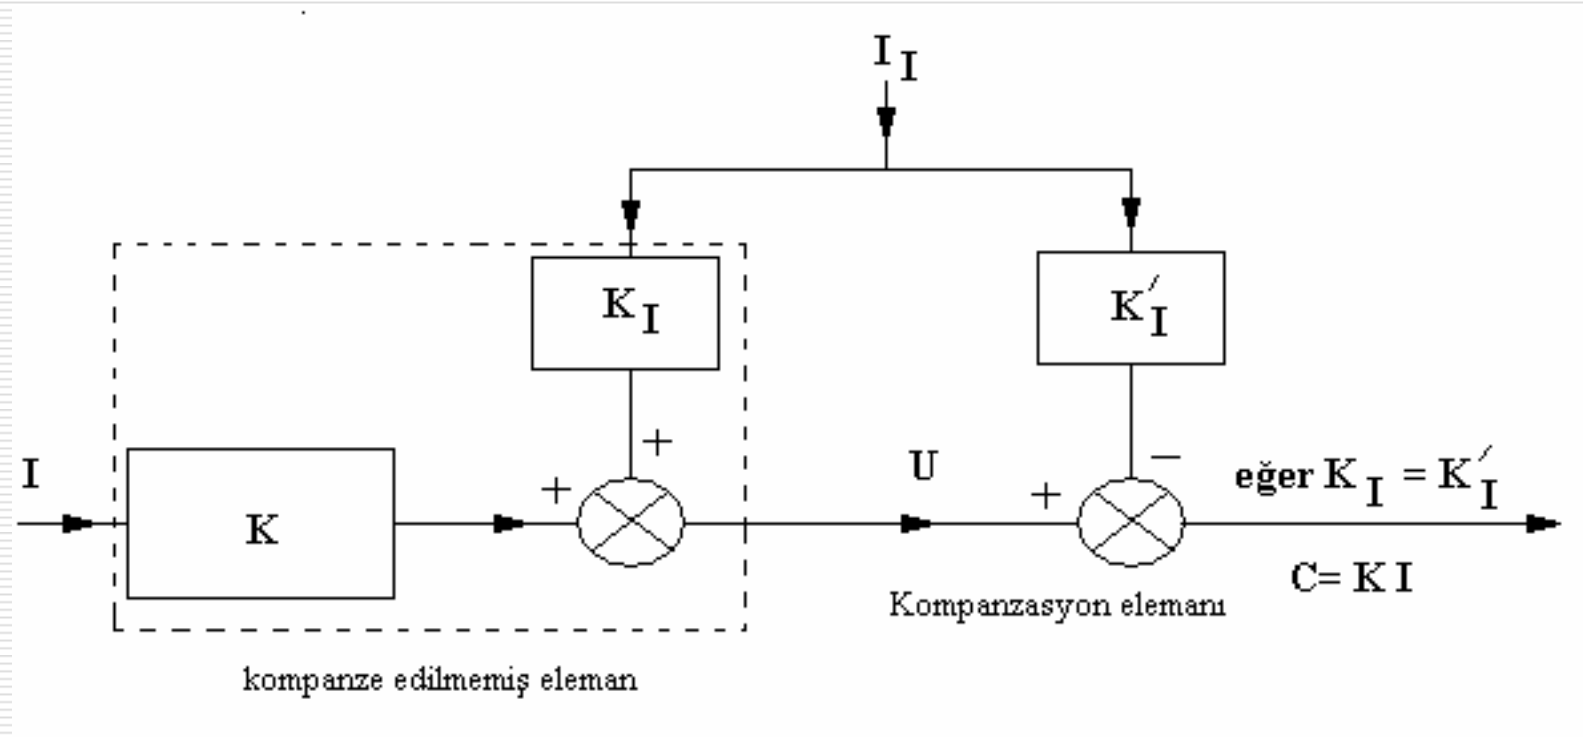 I I
K I
K′ I
+
+
I
K
U
+
−
eğer K I = K′ I
C= K I
Kompanzasyon elemanı
kompanze edilmemiş eleman